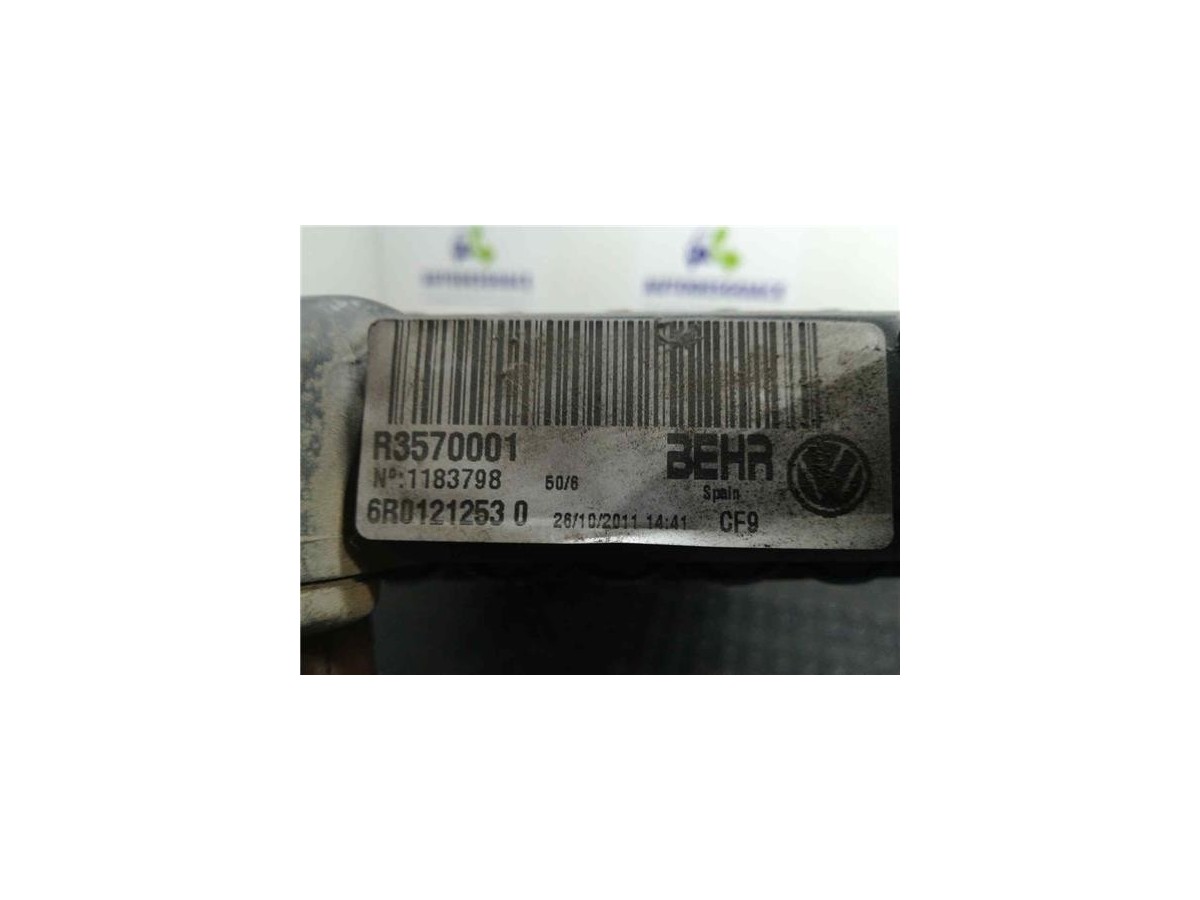 R3570001
BEHR
Nº:1183798 50/6
Spain
6R0121253 0 26/10/2011 14:41 CF9